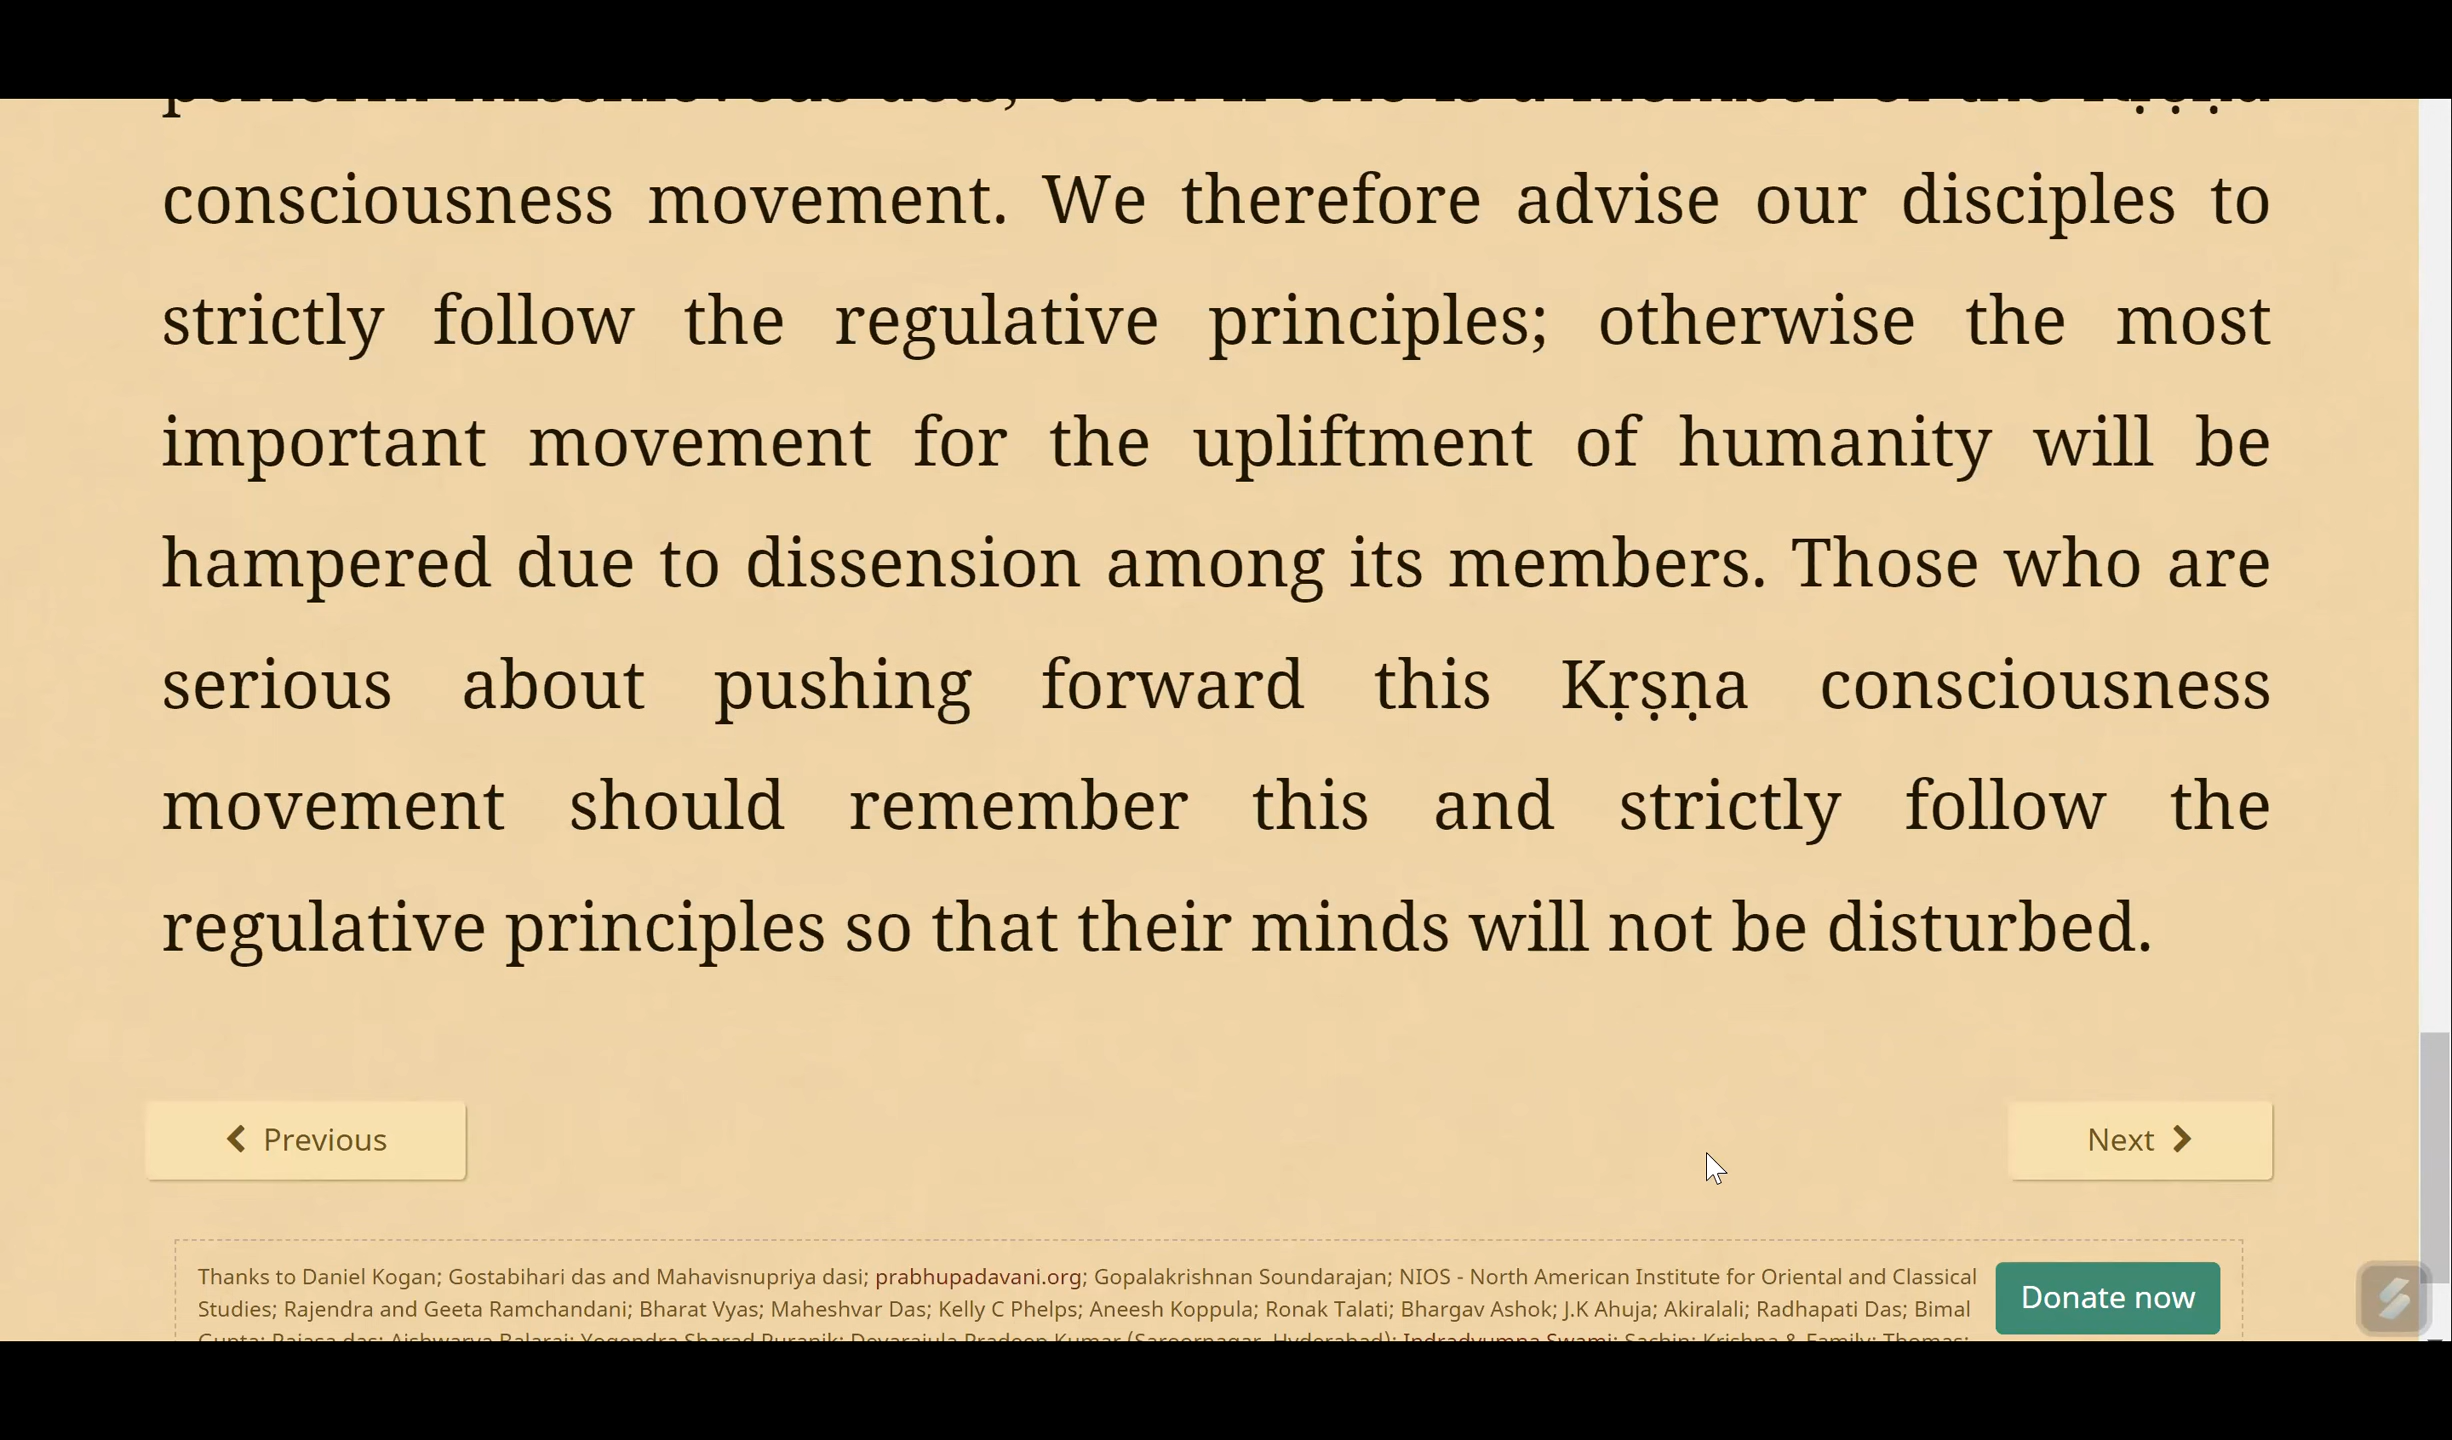 consciousness movement. We therefore advise our disciples to
strictly follow the regulative principles; otherwise the most
important movement for the upliftment of humanity will be
hampered due to dissension among its members. Those who are
serious about pushing forward this Kṛṣṇa consciousness
movement should remember this and strictly follow the
regulative principles so that their minds will not be disturbed.
Previous
Next
Thanks to Daniel Kogan; Gostabihari das and Mahavisnupriya dasi; prabhupadavani.org; Gopalakrishnan Soundarajan; NIOS - North American Institute for Oriental and Classical
Studies; Rajendra and Geeta Ramchandani; Bharat Vyas; Maheshvar Das; Kelly C Phelps; Aneesh Koppula; Ronak Talati; Bhargav Ashok; J.K Ahuja; Akiralali; Radhapati Das; Bimal
Donate now